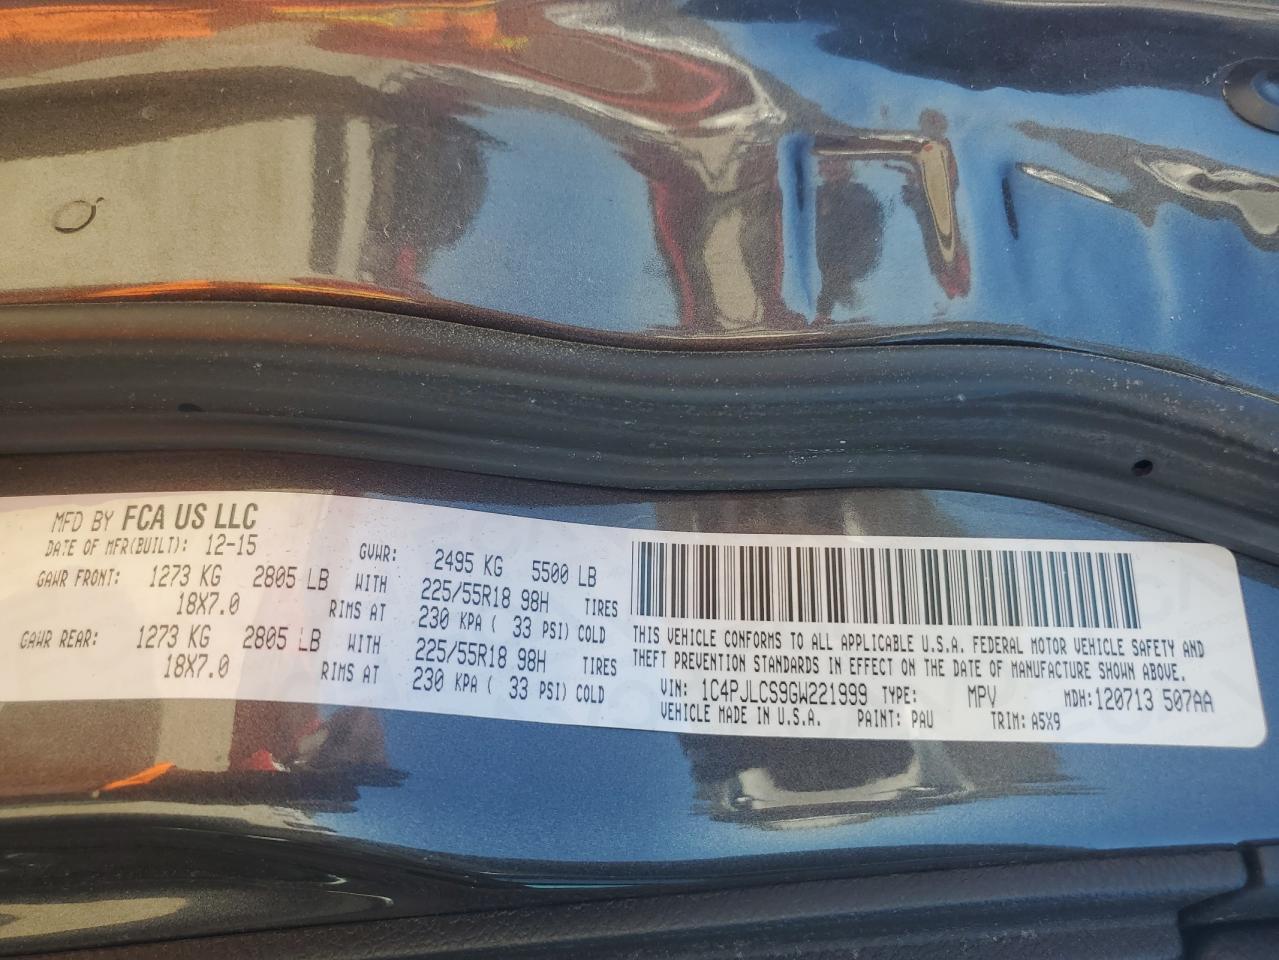 MFD BY FCA US LLC
DATE OF MFR(BUILT): 12-15 GVWR: 2495 KG 5500 LB
GAWR FRONT: 1273 KG 2805 LB WITH 225/55R18 98H TIRES
18X7.0 RIMS AT 230 KPA ( 33 PSI) COLD
GAWR REAR: 1273 KG 2805 LB WITH 225/55R18 98H TIRES
18X7.0 RIMS AT 230 KPA ( 33 PSI) COLD
THIS VEHICLE CONFORMS TO ALL APPLICABLE U.S.A. FEDERAL MOTOR VEHICLE SAFETY AND
THEFT PREVENTION STANDARDS IN EFFECT ON THE DATE OF MANUFACTURE SHOWN ABOVE.
VIN: 1C4PJLCS9GW221999 TYPE: MPV MDH:120713 507AA
VEHICLE MADE IN U.S.A. PAINT: PAU TRIM: A5X9